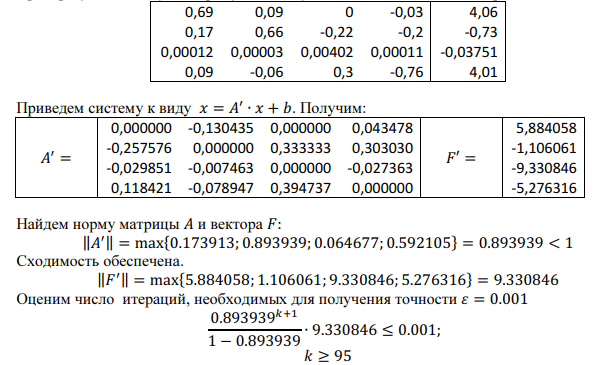 0,69 0,09 0 -0,03 4,06
0,17 0,66 -0,22 -0,2 -0,73
0,00012 0,00003 0,00402 0,00011 -0,03751
0,09 -0,06 0,3 -0,76 4,01
Приведем систему к виду 𝑥 = 𝐴′ ∙ 𝑥 + 𝑏. Получим:
0,000000 -0,130435 0,000000 0,043478 5,884058
-0,257576 0,000000 0,333333 0,303030 -1,106061
𝐴′ = 𝐹′ =
-0,029851 -0,007463 0,000000 -0,027363 -9,330846
0,118421 -0,078947 0,394737 0,000000 -5,276316
Найдем норму матрицы 𝐴 и вектора 𝐹:
‖𝐴′‖ = max{0.173913; 0.893939; 0.064677; 0.592105} = 0.893939 < 1
Сходимость обеспечена.
‖𝐹′‖ = max{5.884058; 1.106061; 9.330846; 5.276316} = 9.330846
Оценим число итераций, необходимых для получения точности 𝜀 = 0.001
0.893939^{𝑘+1}
/ (1 − 0.893939) ∙ 9.330846 ≤ 0.001;
𝑘 ≥ 95